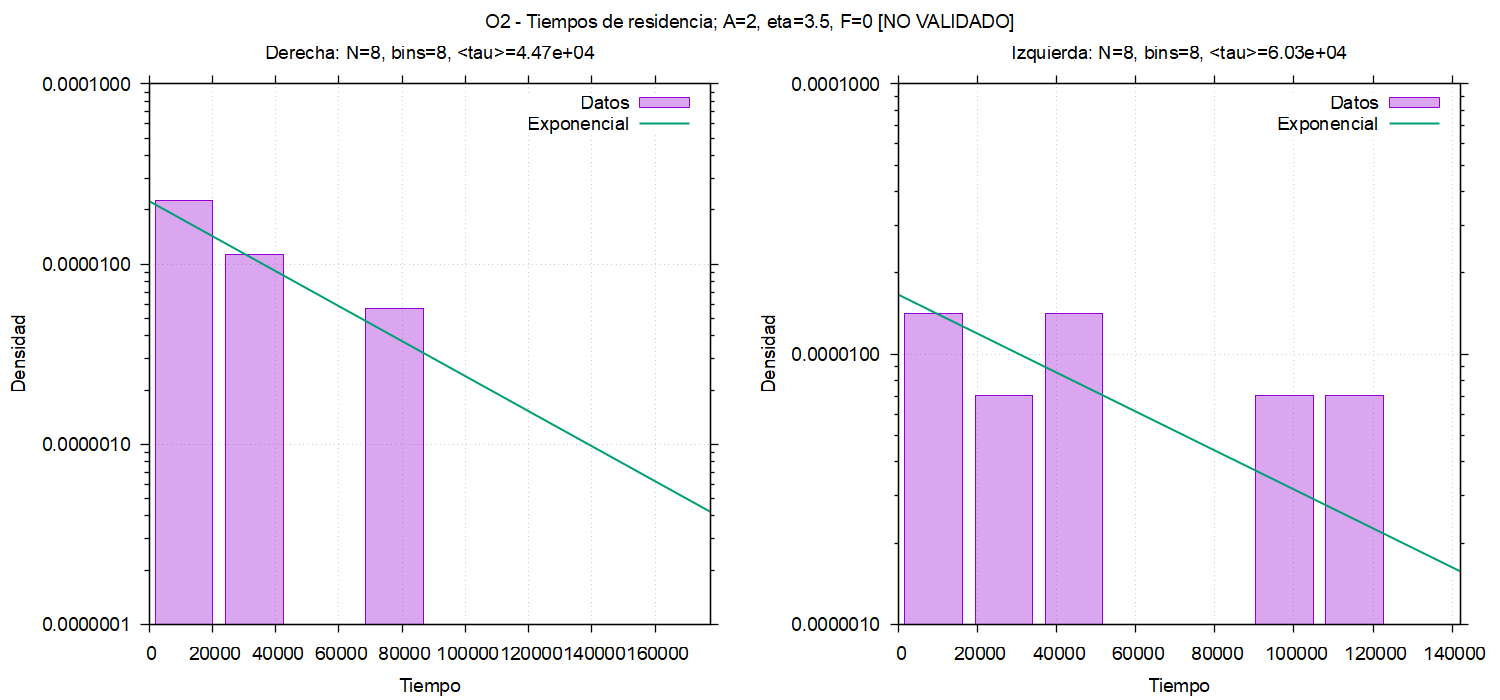 O2 - Tiempos de residencia; A=2, eta=3.5, F=0 [NO VALIDADO]
Derecha: N=8, bins=8, <tau>=4.47e+04
0.0001000
0.0000100
0.0000010
0.0000001
Densidad
Datos
Exponencial
0 20000 40000 60000 80000 100000 120000 140000 160000
Tiempo
Izquierda: N=8, bins=8, <tau>=6.03e+04
0.0001000
0.0000100
0.0000010
Densidad
Datos
Exponencial
0 20000 40000 60000 80000 100000 120000 140000
Tiempo